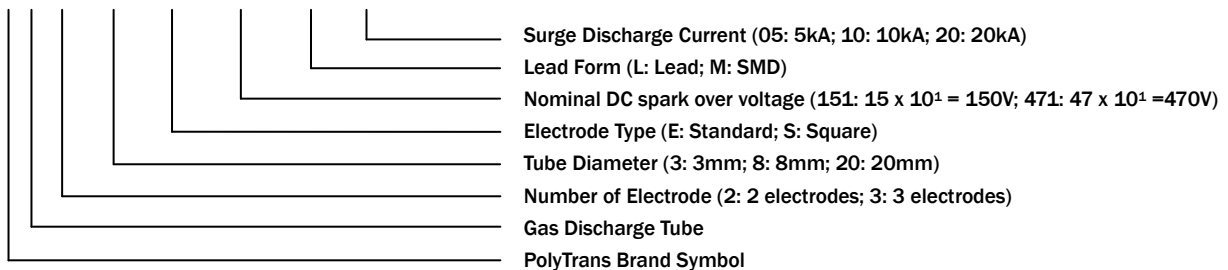 Surge Discharge Current (05: 5kA; 10: 10kA; 20: 20kA)
Lead Form (L: Lead; M: SMD)
Nominal DC spark over voltage (151: 15 x 10¹ = 150V; 471: 47 x 10¹ =470V)
Electrode Type (E: Standard; S: Square)
Tube Diameter (3: 3mm; 8: 8mm; 20: 20mm)
Number of Electrode (2: 2 electrodes; 3: 3 electrodes)
Gas Discharge Tube
PolyTrans Brand Symbol